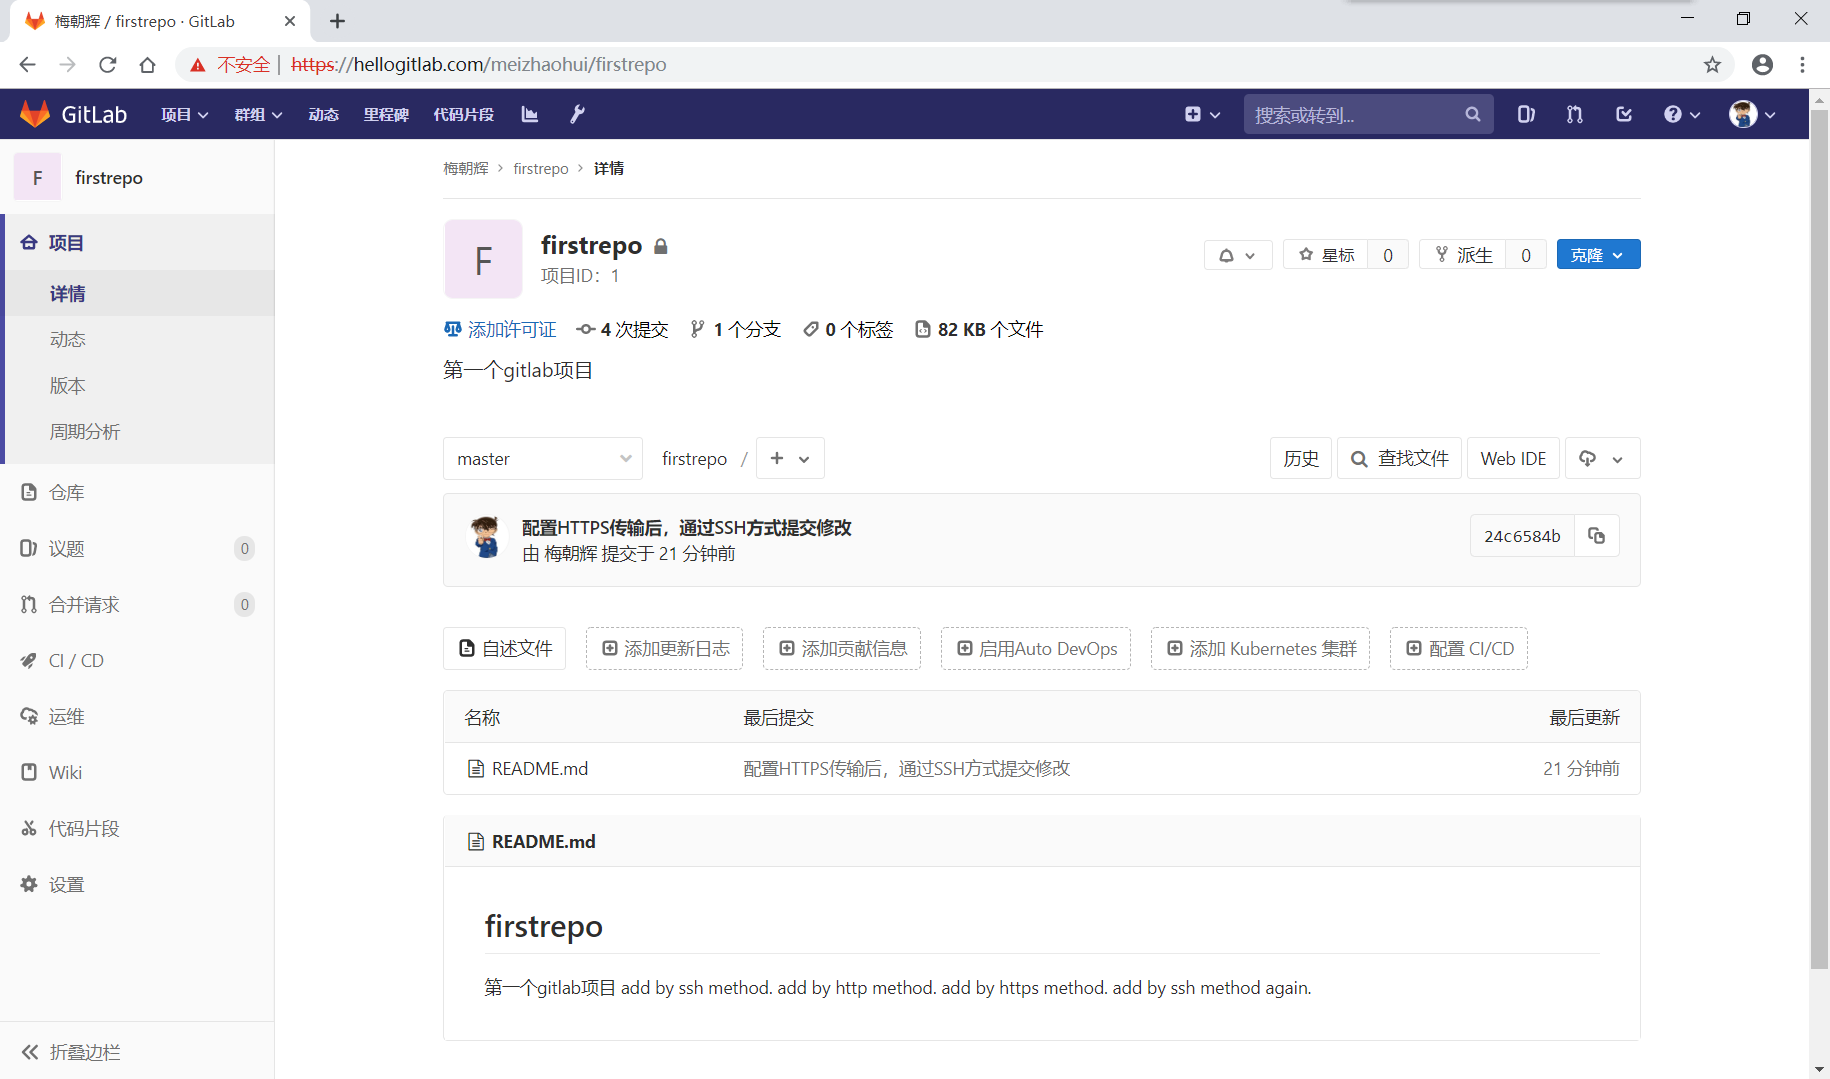 梅朝辉 / firstrepo · GitLab
不安全 | https://hellogitlab.com/meizhaohui/firstrepo
GitLab 项目 群组 动态 里程碑 代码片段 搜索或转到...
F firstrepo
梅朝辉 > firstrepo > 详情
项目
详情
动态
版本
周期分析
仓库
议题 0
合并请求 0
CI / CD
运维
Wiki
代码片段
设置
折叠边栏
F
firstrepo
项目ID：1
星标 0 派生 0 克隆
添加许可证 4 次提交 1 个分支 0 个标签 82 KB 个文件
第一个gitlab项目
master firstrepo / + 历史 查找文件 Web IDE
配置HTTPS传输后，通过SSH方式提交修改
由 梅朝辉 提交于 21 分钟前
24c6584b
自述文件 添加更新日志 添加贡献信息 启用Auto DevOps 添加 Kubernetes 集群 配置 CI/CD
名称 最后提交 最后更新
README.md 配置HTTPS传输后，通过SSH方式提交修改 21 分钟前
README.md
firstrepo
第一个gitlab项目 add by ssh method. add by http method. add by https method. add by ssh method again.